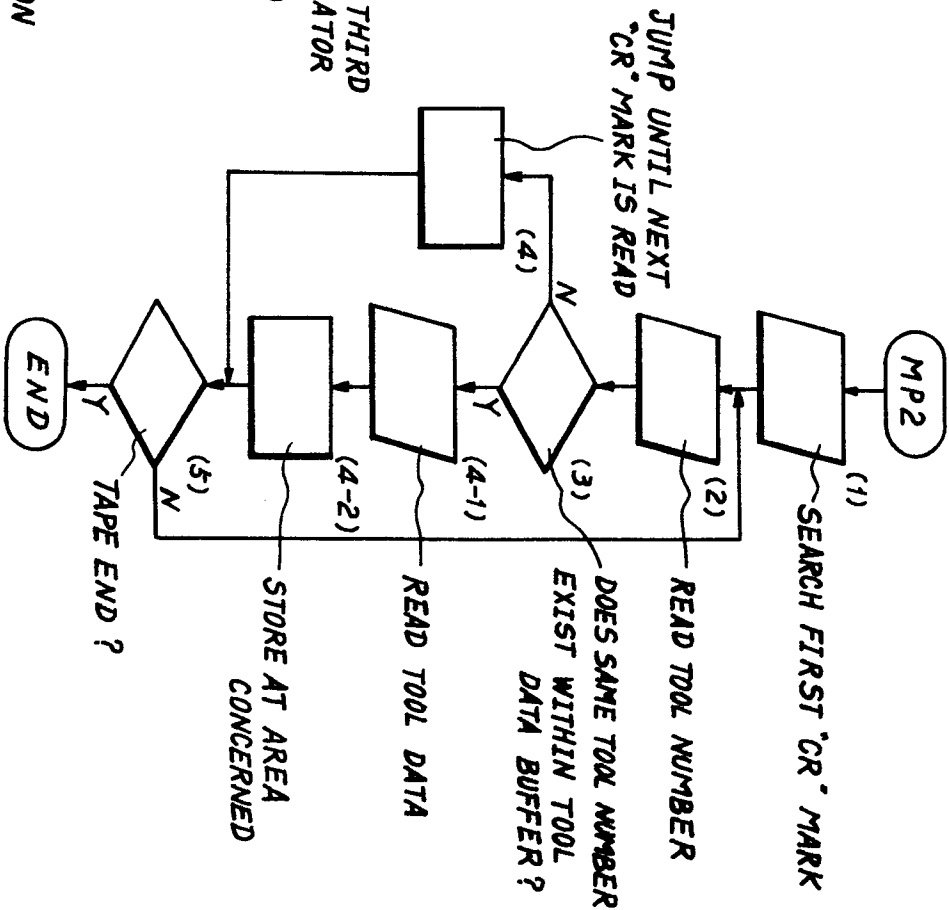 MP2
(1)
SEARCH FIRST "CR" MARK
(2)
READ TOOL NUMBER
(3)
DOES SAME TOOL NUMBER
EXIST WITHIN TOOL
DATA BUFFER?
N
Y
JUMP UNTIL NEXT
"CR" MARK IS READ
(4)
(4-1)
READ TOOL DATA
(4-2)
STORE AT AREA
CONCERNED
(5)
N
Y
TAPE END?
END
THIRD
ATOR
ON